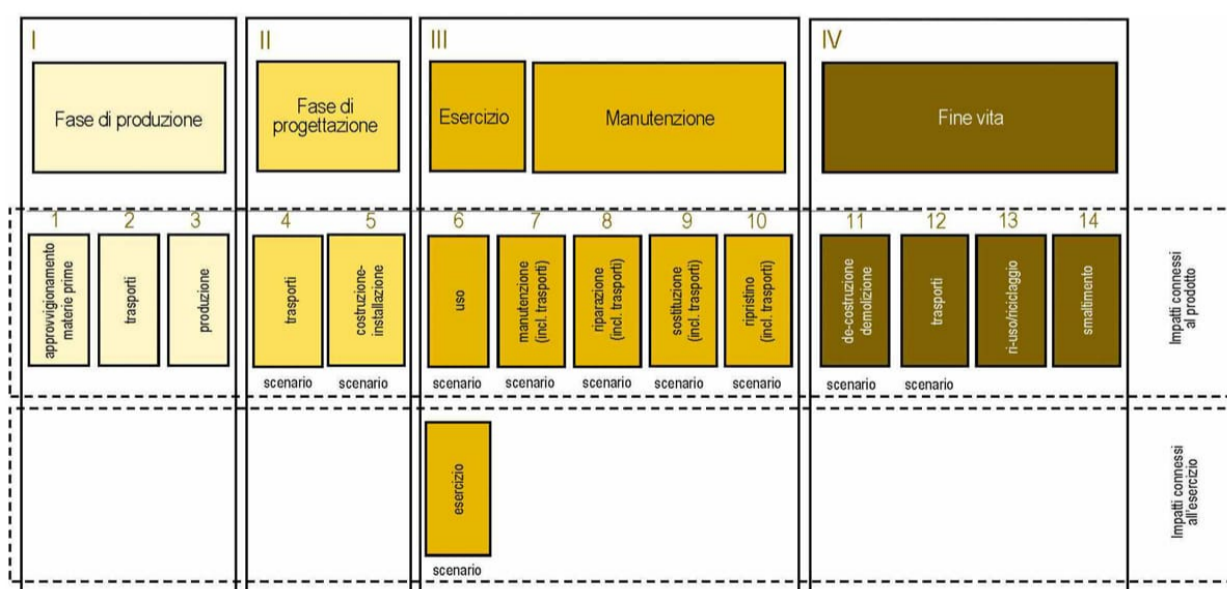 I
II
III
IV
Fase di produzione
Fase di
progettazione
Esercizio
Manutenzione
Fine vita
1
2
3
4
5
6
7
8
9
10
11
12
13
14
approvvigionamento
materie prime
trasporti
produzione
trasporti
costruzione-
installazione
uso
manutenzione
(incl. trasporti)
riparazione
(incl. trasporti)
sostituzione
(incl. trasporti)
ripristino
(incl. trasporti)
de-costruzione
demolizione
trasporti
ri-uso/riciclaggio
smaltimento
Impatti connessi
al prodotto
scenario
scenario
scenario
scenario
scenario
scenario
scenario
scenario
scenario
esercizio
Impatti connessi
all'esercizio
scenario